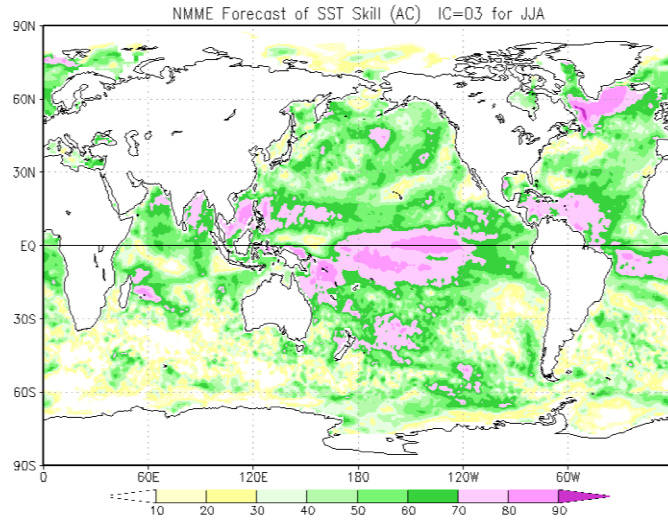 NMME Forecast of SST Skill (AC) IC=03 for JJA
90N
60N
30N
EQ
30S
60S
90S
0 60E 120E 180 120W 60W
10 20 30 40 50 60 70 80 90